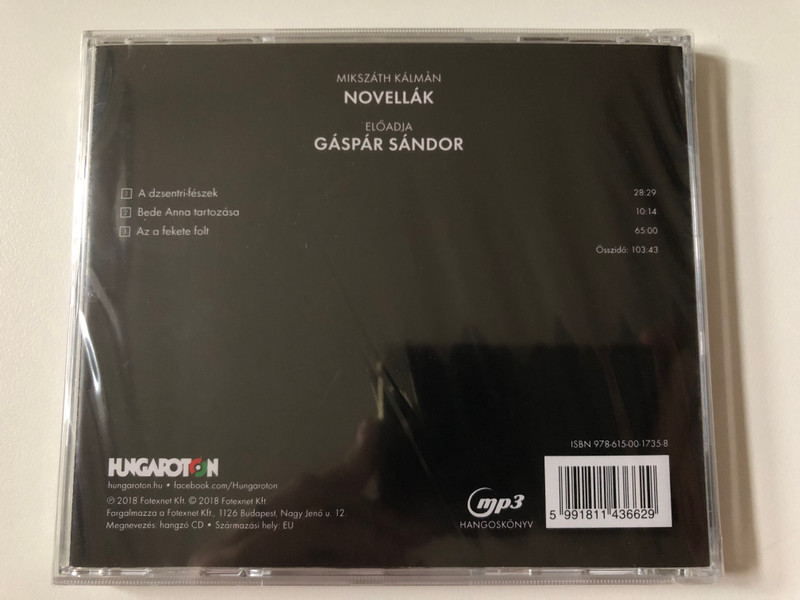 MIKSZÁTH KÁLMÀN
NOVELLÁK
ELŐADJA
GÁSPÁR SÁNDOR
1 A dzsentri-fészek 28:29
2 Bede Anna tartozása 10:14
3 Az a fekete folt 65:00
Összidő: 103:43
ISBN 978-615-00-1735-8
HUNGAROTON
hungaroton.hu • facebook.com/Hungaroton
℗ 2018 Fotexnet Kft. © 2018 Fotexnet Kft
Forgalmazza a Fotexnet Kft., 1126 Budapest, Nagy Jenő u. 12.
Megnevezés: hangzó CD • Származási hely: EU
mp3
HANGOSKÖNYV
5 991811 436629